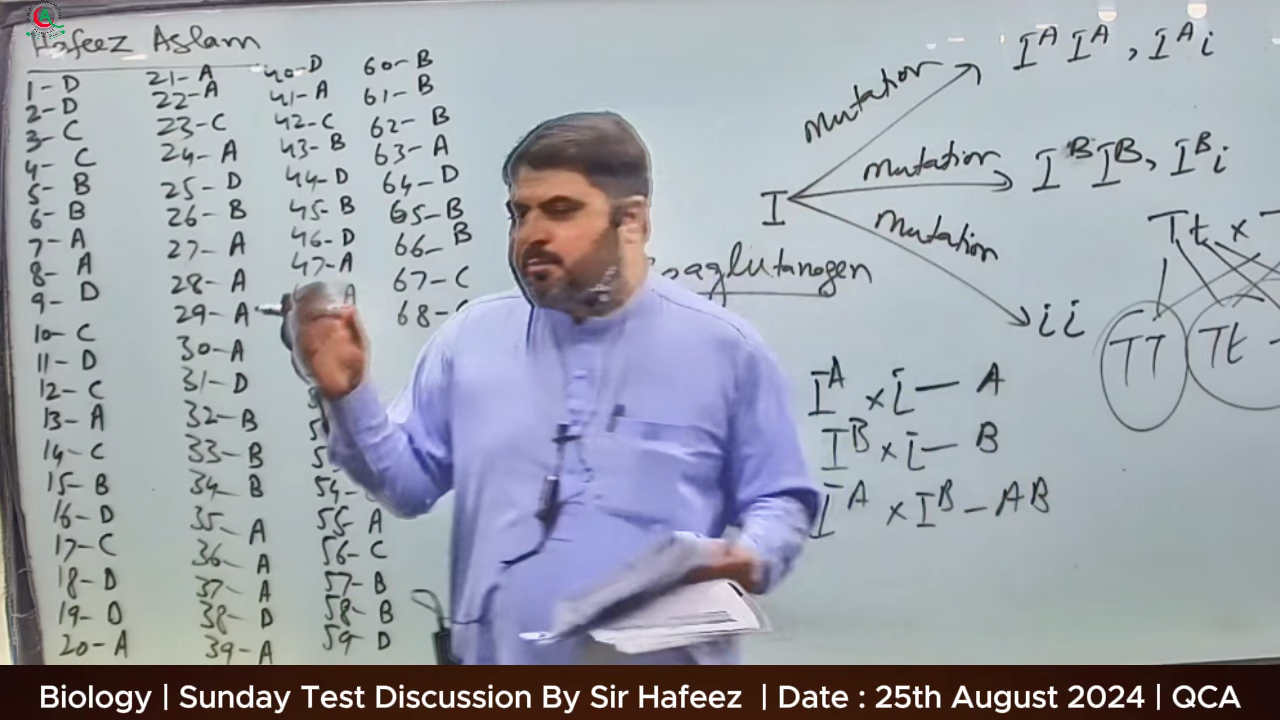 Hafeez Aslam
1- D
2- D
3- C
4- C
5- B
6- B
7- A
8- A
9- D
10- C
11- D
12- C
13- A
14- C
15- B
16- D
17- C
18- D
19- D
20- A
21- A
22- A
23- C
24- A
25- D
26- B
27- A
28- A
29- A
30- A
31- D
32- B
33- B
34- B
35- A
36- A
37- A
38- D
39- A
40- D
41- A
42- C
43- B
44- D
45- B
46- D
47- A
A
54-
55- A
56- C
57- B
58- B
59- D
60- B
61- B
62- B
63- A
64- D
65- B
66- B
67- C
68-
I
Mutation
I^A I^A, I^A i
Mutation
I^B I^B, I^B i
Mutation
ii
I^A × i — A
I^B × i — B
I^A × I^B - AB
Tt ×
TT
Tt
Biology | Sunday Test Discussion By Sir Hafeez | Date : 25th August 2024 | QCA